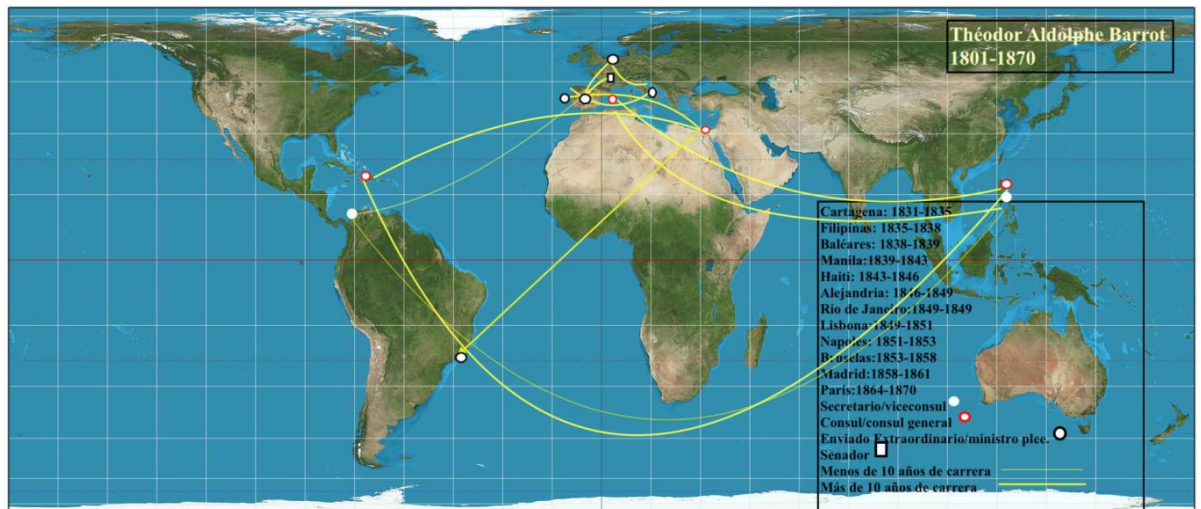 Théodor Aldolphe Barrot
1801-1870
Cartagena: 1831-1835
Filipinas: 1835-1838
Baléares: 1838-1839
Manila:1839-1843
Haiti: 1843-1846
Alejandria: 1846-1849
Rio de Janeiro:1849-1849
Lisbona:1849-1851
Napoles: 1851-1853
Bruselas:1853-1858
Madrid:1858-1861
Paris:1864-1870
Secretario/viceconsul
Consul/consul general
Enviado Extraordinario/ministro plee.
Senador
Menos de 10 años de carrera
Más de 10 años de carrera